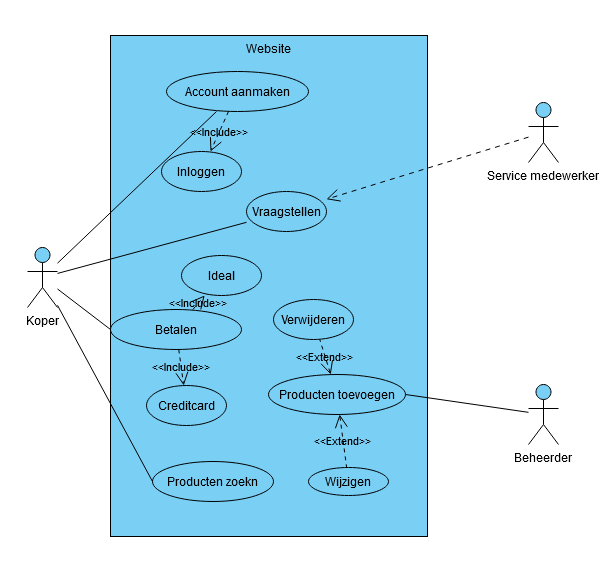 Website
Account aanmaken
<<Include>>
Inloggen
Service medewerker
Vraagstellen
Ideal
<<Include>>
Koper
Verwijderen
Betalen
<<Extend>>
<<Include>>
Producten toevoegen
Creditcard
<<Extend>>
Beheerder
Producten zoekn
Wijzigen